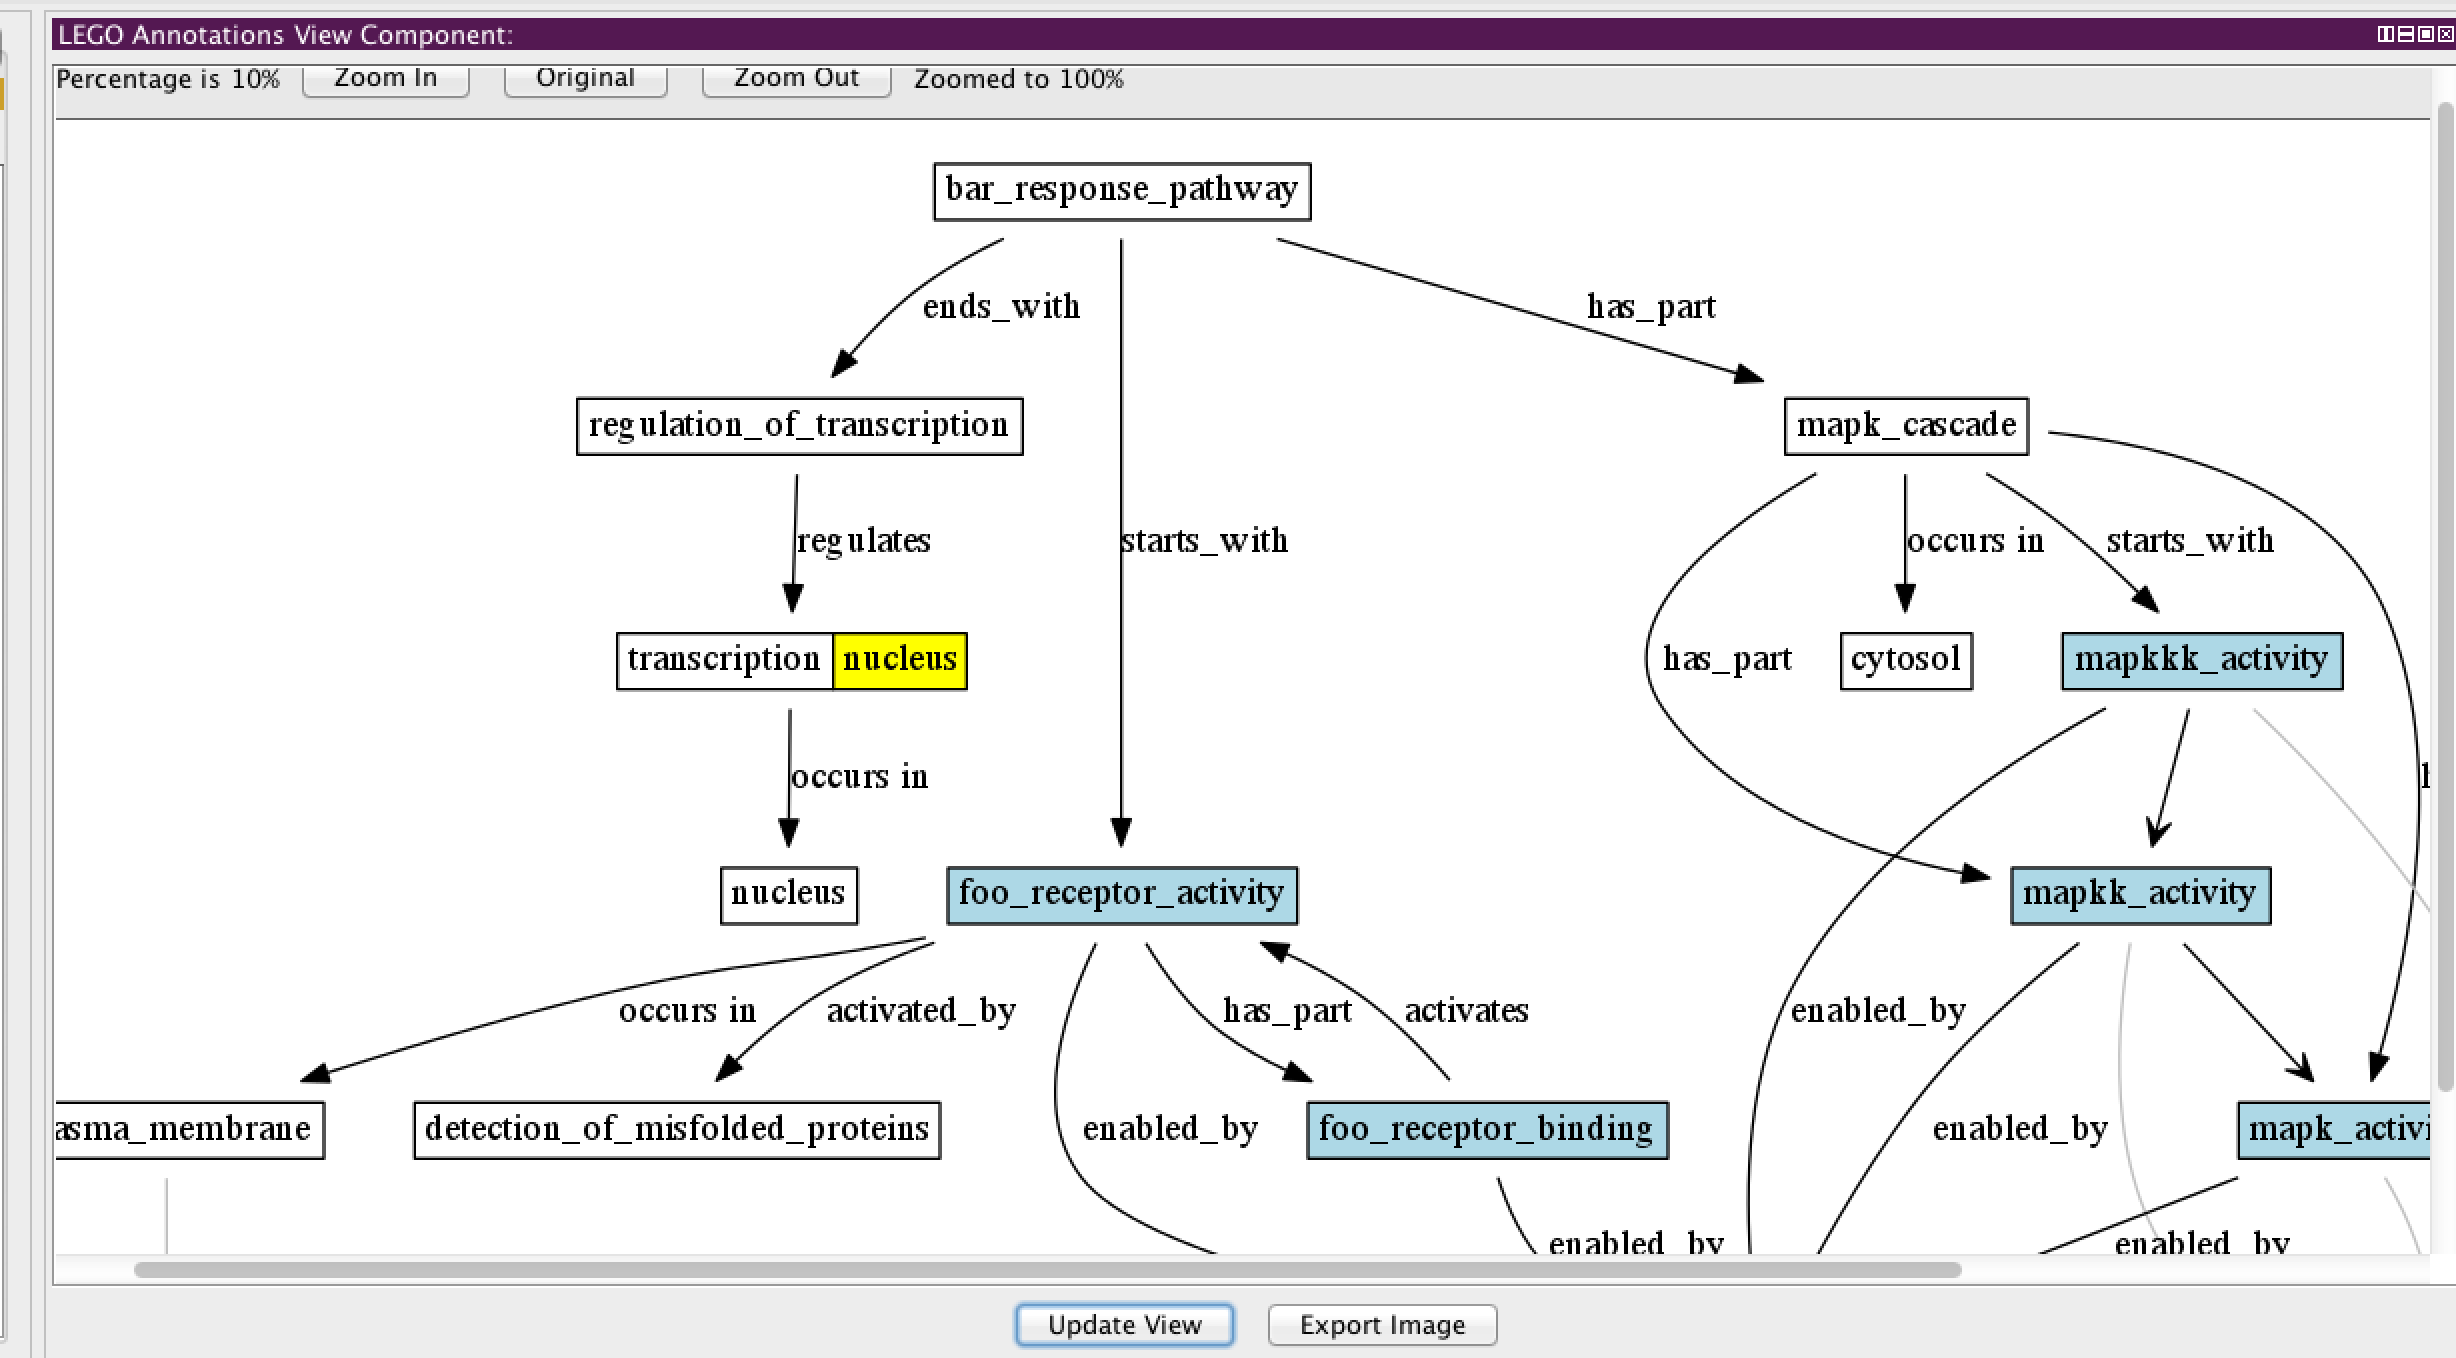 LEGO Annotations View Component:
Percentage is 10% Zoom In Original Zoom Out Zoomed to 100%
bar_response_pathway
ends_with has_part
regulation_of_transcription mapk_cascade
regulates starts_with occurs in starts_with
transcription nucleus has_part cytosol mapkkk_activity
occurs in
nucleus foo_receptor_activity mapkk_activity
occurs in activated_by has_part activates enabled_by
asma_membrane detection_of_misfolded_proteins enabled_by foo_receptor_binding enabled_by mapk_activi
enabled_by enabled_by
Update View Export Image